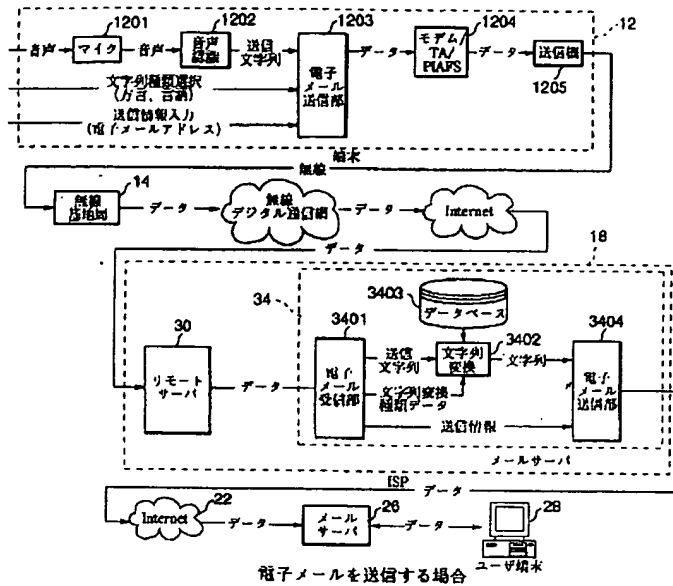 1201
1202
1203
1204
12
音声
マイク
音声
音声
認識
送信
文字列
電子
メール
送信部
データ
モデム/
TA/
PIAFS
データ
送信機
1205
文字列種類選択
(方言、言語)
送信情報入力
(電子メールアドレス)
端末
無線
14
無線
基地局
データ
無線
デジタル通信網
データ
Internet
データ
18
34
3403
データベース
30
3401
3402
3404
リモート
サーバ
データ
電子
メール
受信部
送信
文字列
文字列
変換
文字列
文字列変換
種類データ
送信情報
電子
メール
送信部
メールサーバ
ISP
データ
22
Internet
データ
26
メール
サーバ
データ
28
ユーザ端末
電子メールを送信する場合